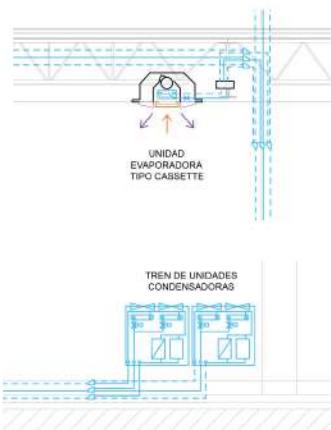 UNIDAD
EVAPORADORA
TIPO CASSETTE
TREN DE UNIDADES
CONDENSADORAS